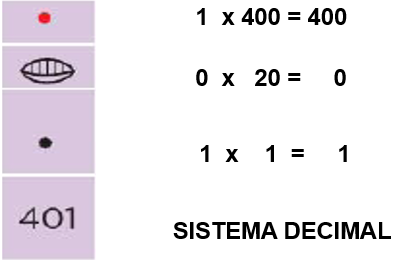 1 x 400 = 400
0 x 20 = 0
1 x 1 = 1
401
SISTEMA DECIMAL